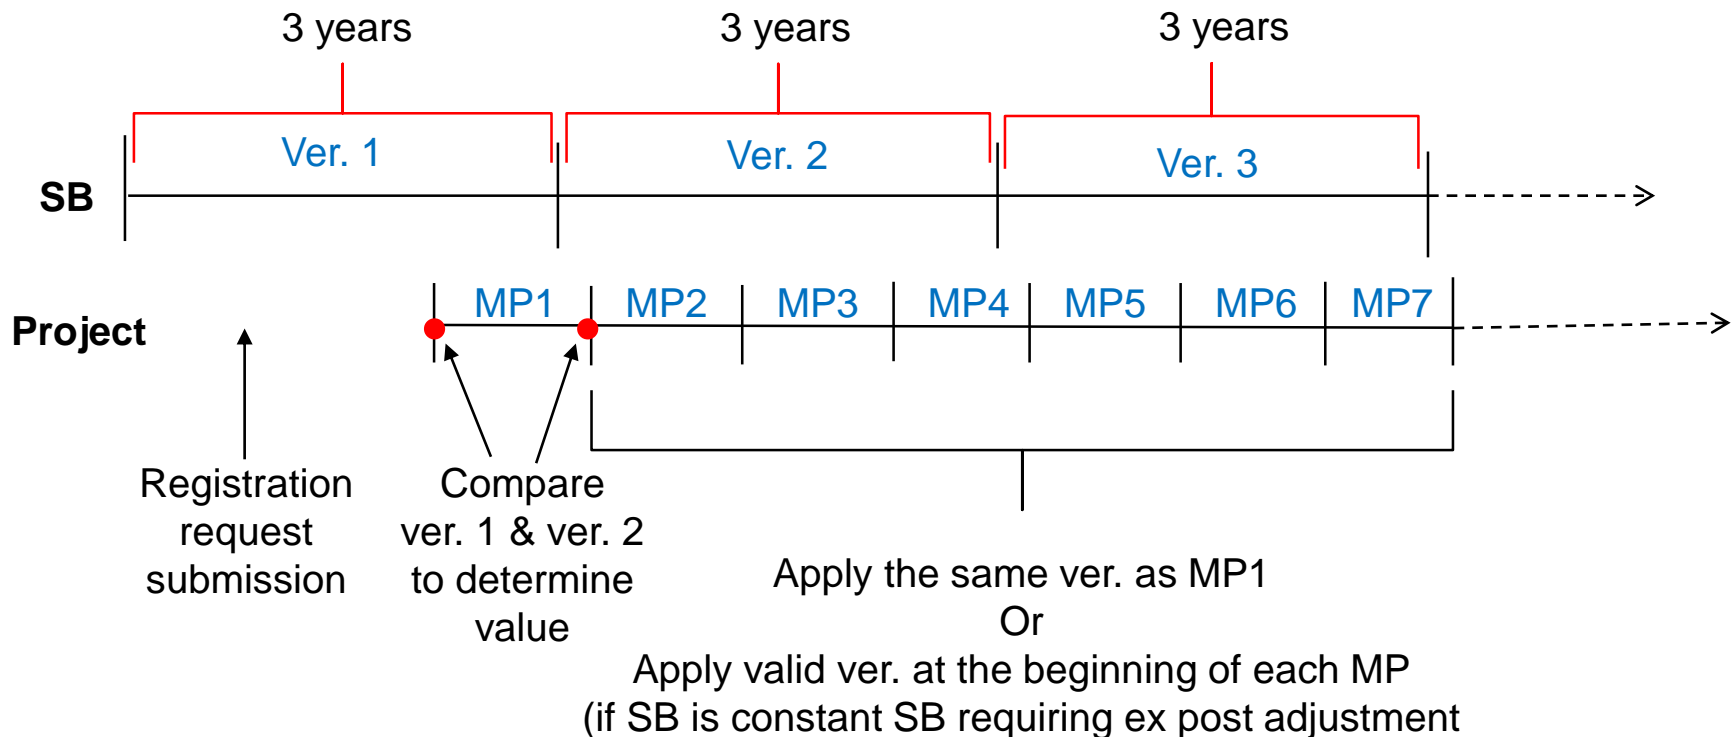 3 years
3 years
3 years
Ver. 1
Ver. 2
Ver. 3
SB
MP1
MP2
MP3
MP4
MP5
MP6
MP7
Project
Registration
request
submission
Compare
ver. 1 & ver. 2
to determine
value
Apply the same ver. as MP1
Or
Apply valid ver. at the beginning of each MP
(if SB is constant SB requiring ex post adjustment